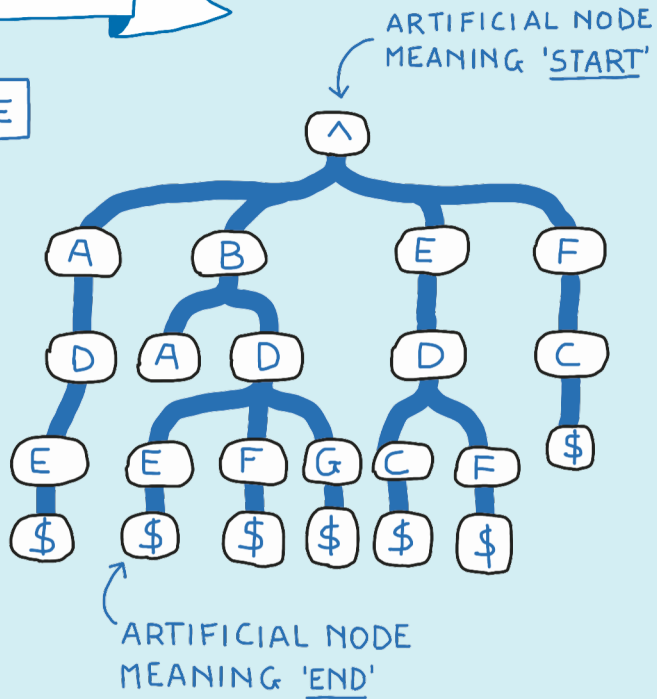 ARTIFICIAL NODE
MEANING 'START'
E
^
A B E F
D A D D C
E E F G C F $
$ $ $ $ $ $
ARTIFICIAL NODE
MEANING 'END'